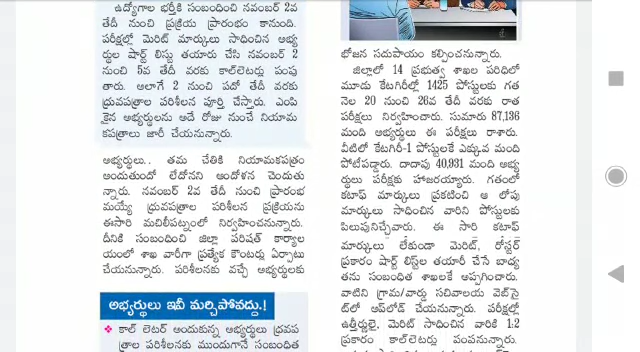 ఉద్యోగాల భర్తీకి సంబంధించి నవంబర్ 2వ
తేదీ నుంచి ప్రక్రియ ప్రారంభం కానుంది.
పరీక్షల్లో మెరిట్ మార్కులు సాధించిన అభ్య
ర్థుల షార్ట్ లిస్టు తయారు చేసి నవంబర్ 2
నుంచి 5వ తేదీ వరకు కాల్‌లెటర్లు పంపు
తారు. అలాగే 2 నుంచి పదో తేదీ వరకు
ధ్రువపత్రాల పరిశీలన పూర్తి చేస్తారు. ఎంపి
కైన అభ్యర్థులను అదే రోజు నుంచే నియామ
కపత్రాలు జారీ చేయనున్నారు.
అభ్యర్థులు.. తమ చేతికి నియామకపత్రం
అందుతుందో లేదోనని ఆందోళన చెందుతు
న్నారు. నవంబర్ 2వ తేదీ నుంచి ప్రారంభ
మయ్యే ధ్రువపత్రాల పరిశీలన ప్రక్రియను
ఈసారి మచిలీపట్నంలో నిర్వహించనున్నారు.
దీనికి సంబంధించి జిల్లా పరిషత్ కార్యాల
యంలో శాఖ వారీగా ప్రత్యేక కౌంటర్లు ఏర్పాటు
చేయనున్నారు. పరిశీలనకు వచ్చే అభ్యర్థులకు
అభ్యర్థులు ఇవి మర్చిపోవద్దు.!
❖ కాల్ లెటర్ అందుకున్న అభ్యర్థులు ధ్రువప
త్రాల పరిశీలనకు ముందుగానే సంబంధిత
భోజన సదుపాయం కల్పించనున్నారు.
జిల్లాలో 14 ప్రభుత్వ శాఖల పరిధిలో
మూడు కేటగిరీల్లో 1425 పోస్టులకు గత
నెల 20 నుంచి 26వ తేదీ వరకు రాత
పరీక్షలు నిర్వహించారు. సుమారు 87,136
మంది అభ్యర్థులు ఈ పరీక్షలు రాశారు.
వీటిలో కేటగిరీ-1 పోస్టులకే ఎక్కువ మంది
పోటీపడ్డారు. దాదాపు 40,931 మంది అభ్య
ర్థులు పరీక్షకు హాజరయ్యారు. గతంలో
కటాఫ్ మార్కులు ప్రకటించి ఆ లోపు
మార్కులు సాధించిన వారిని పోస్టులకు
పిలుపునిచ్చేవారు. ఈ సారి కటాఫ్
మార్కులు లేకుండా మెరిట్, రోస్టర్
ప్రకారం షార్ట్ లిస్ట్‌ల తయారీ చేసే బాధ్య
తను సంబంధిత శాఖలకే అప్పగించారు.
వాటిని గ్రామ/వార్డు సచివాలయ వెబ్‌సై
ట్‌లో అప్‌లోడ్ చేయనున్నారు. పరీక్షల్లో
ఉత్తీర్ణులై, మెరిట్ సాధించిన వారికి 1:2
ప్రకారం కాల్‌లెటర్లు పంపనున్నారు.